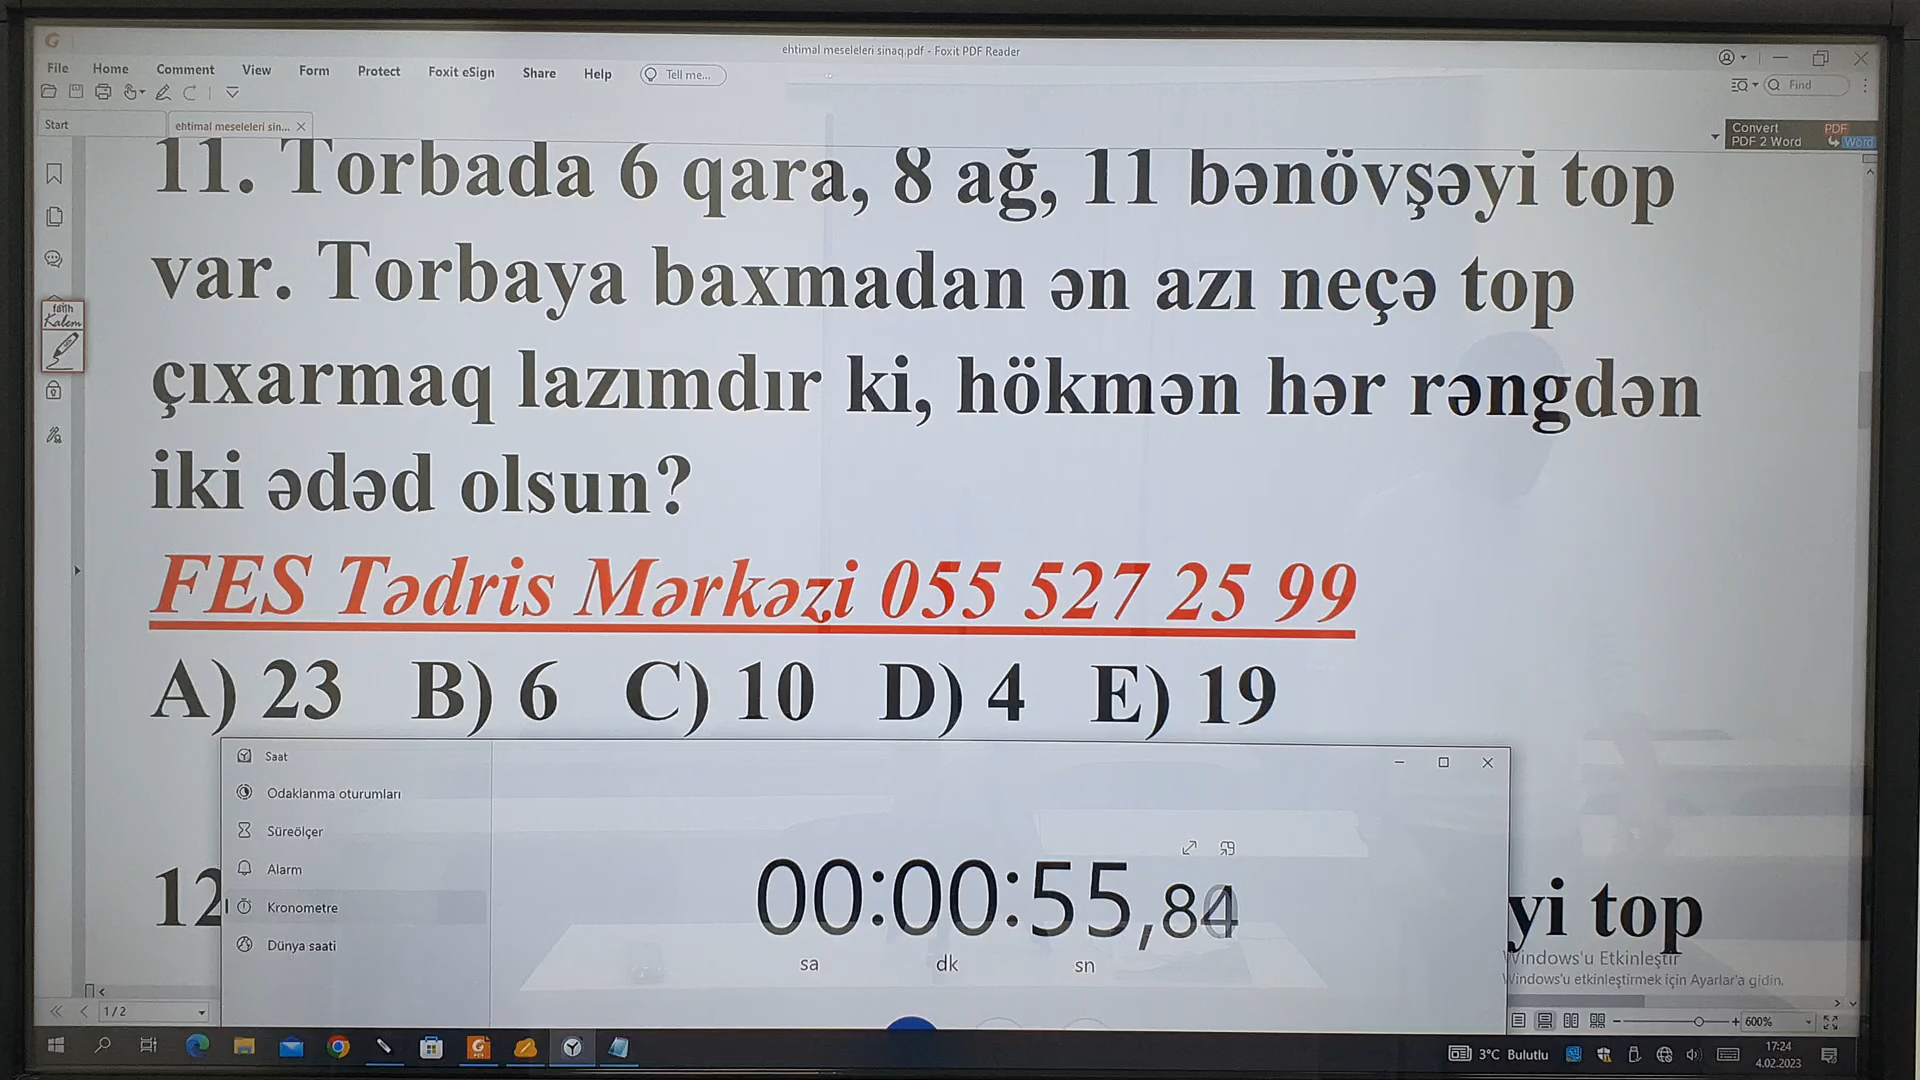 ehtimal meseleleri sinaq.pdf - Foxit PDF Reader
File Home Comment View Form Protect Foxit eSign Share Help Tell me...
Find
Start ehtimal meseleleri sin...
Convert PDF
PDF 2 Word Word
11. Torbada 6 qara, 8 ağ, 11 bənövşəyi top
var. Torbaya baxmadan ən azı neçə top
fatih
Kalem
çıxarmaq lazımdır ki, hökmən hər rəngdən
iki ədəd olsun?
FES Tədris Mərkəzi 055 527 25 99
A) 23 B) 6 C) 10 D) 4 E) 19
Saat
Odaklanma oturumları
Süreölçer
Alarm
Kronometre
Dünya saati
00:00:55,84
sa dk sn
12
yi top
Windows'u Etkinleştir
Windows'u etkinleştirmek için Ayarlar'a gidin.
1/2
600%
3°C Bulutlu
17:24
4.02.2023